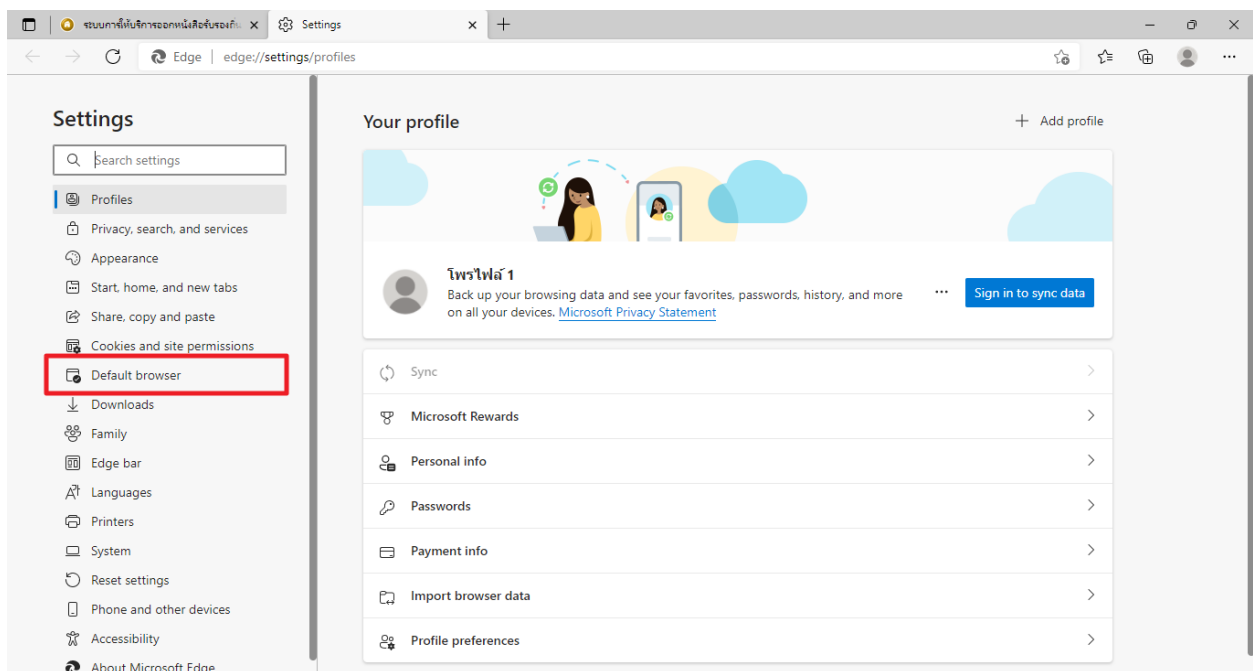 ระบบการให้บริการออกหนังสือรับรองถิ่น
Settings
Edge | edge://settings/profiles
Settings
Search settings
Profiles
Privacy, search, and services
Appearance
Start, home, and new tabs
Share, copy and paste
Cookies and site permissions
Default browser
Downloads
Family
Edge bar
Languages
Printers
System
Reset settings
Phone and other devices
Accessibility
About Microsoft Edge
Your profile
Add profile
โพรไฟล์ 1
Back up your browsing data and see your favorites, passwords, history, and more
on all your devices. Microsoft Privacy Statement
Sign in to sync data
Sync
Microsoft Rewards
Personal info
Passwords
Payment info
Import browser data
Profile preferences